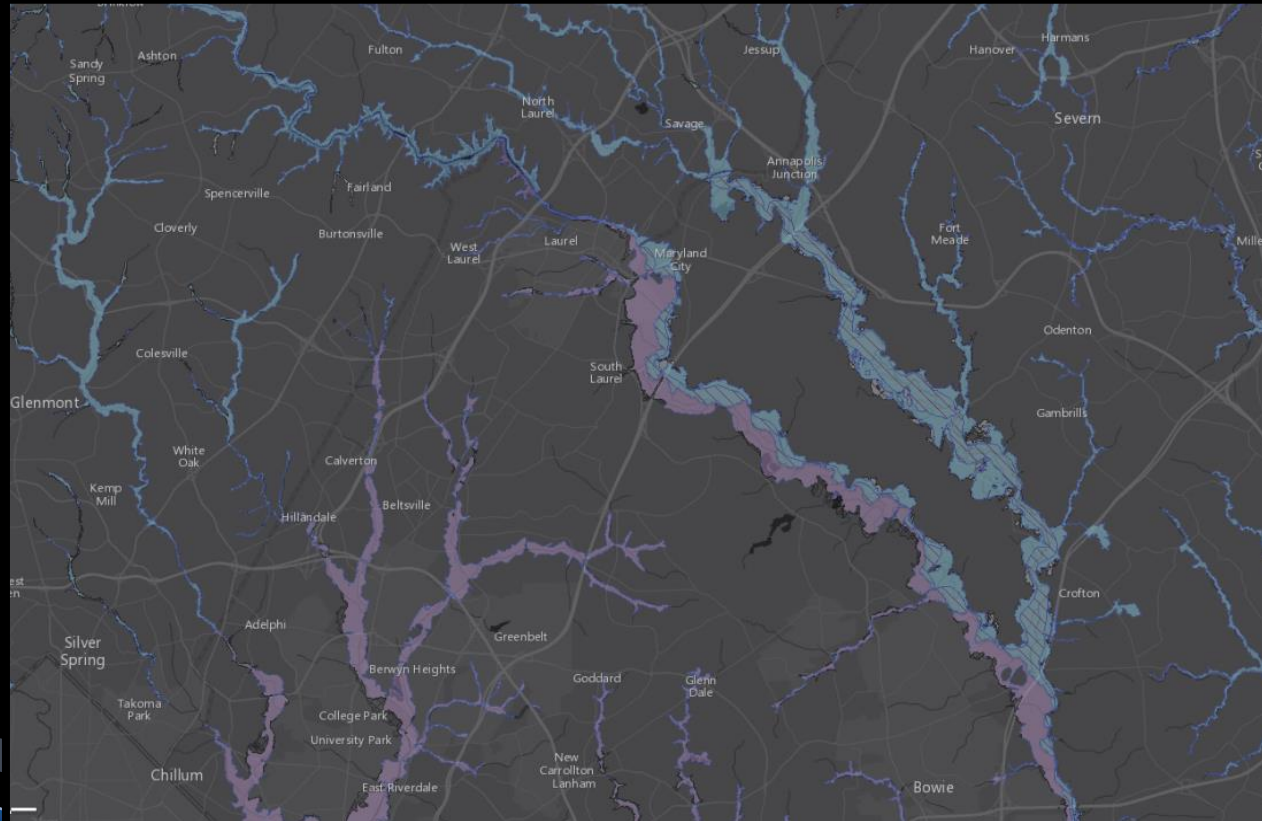 Ashton
Fulton
Jessup
Hanover
Harmans
Sandy
Spring
North
Laurel
Savage
Severn
Annapolis
Junction
Spencerville
Fairland
Cloverly
Burtonsville
West
Laurel
Laurel
Maryland
City
Fort
Meade
Odenton
Colesville
South
Laurel
Glenmont
Gambrills
White
Oak
Calverton
Kemp
Mill
Beltsville
Hillandale
Crofton
Adelphi
Silver
Spring
Greenbelt
Berwyn Heights
Goddard
Glenn
Dale
Takoma
Park
College Park
University Park
Chillum
New
Carrollton
Lanham
East Riverdale
Bowie